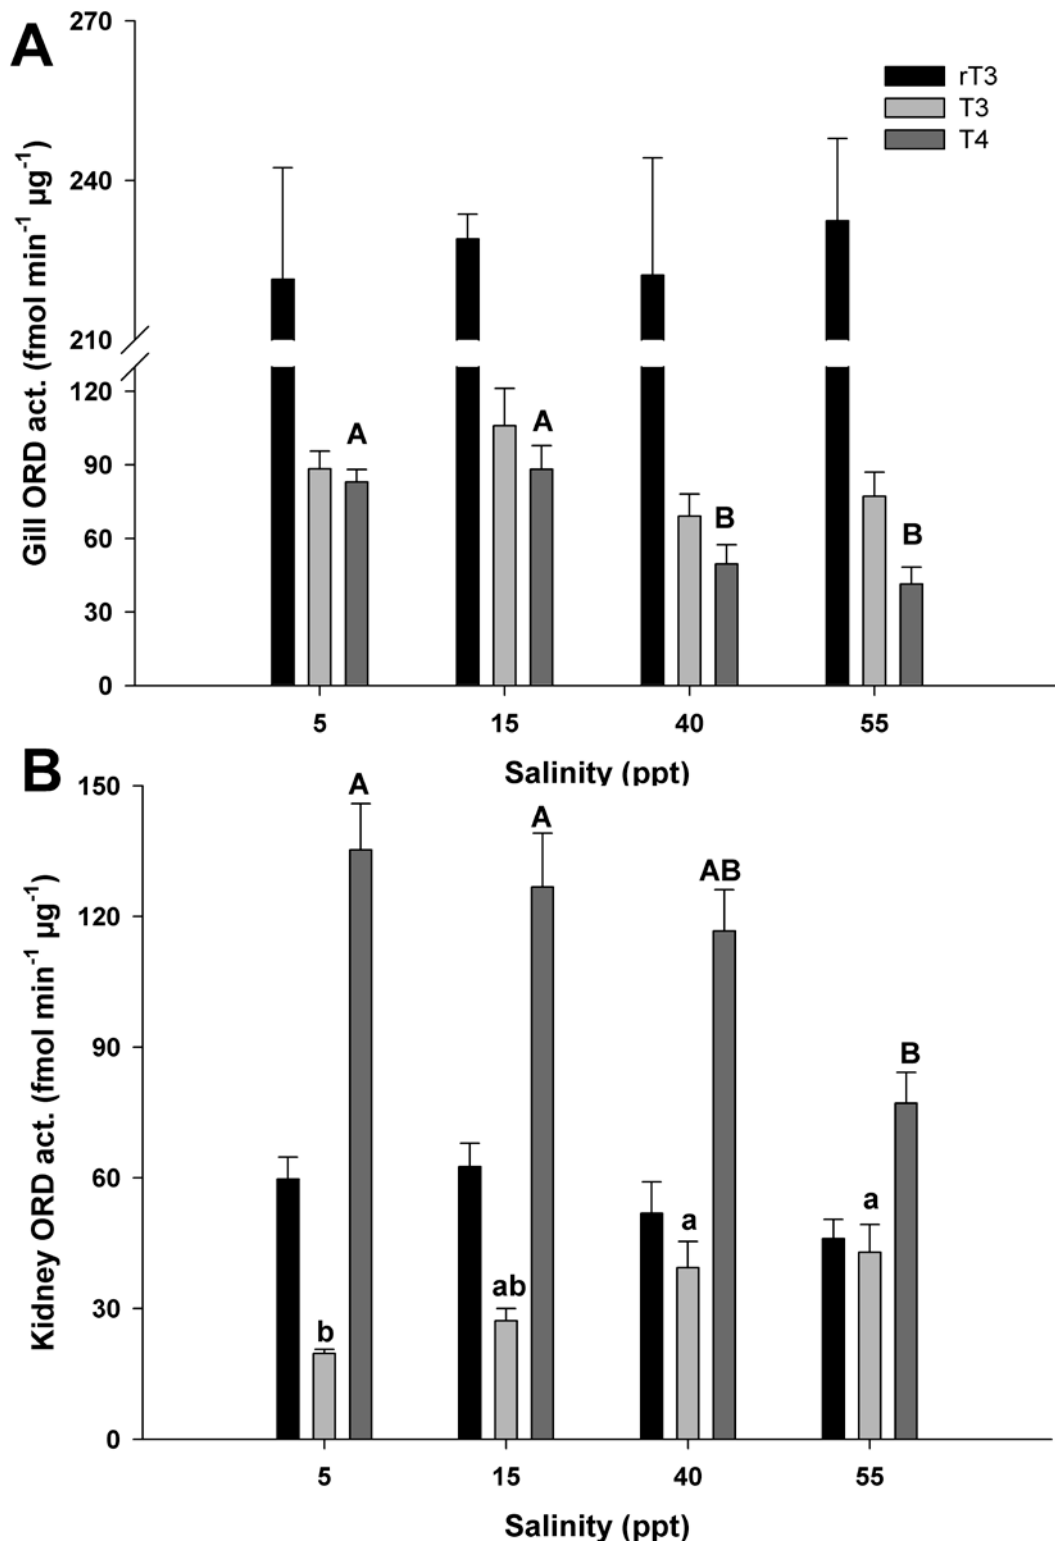 A
270
240
210
120
90
60
30
0
Gill ORD act. (fmol min⁻¹ µg⁻¹)
rT3
T3
T4
A
A
B
B
5 15 40 55
Salinity (ppt)
B
150
120
90
60
30
0
Kidney ORD act. (fmol min⁻¹ µg⁻¹)
A
A
AB
B
b
ab
a
a
5 15 40 55
Salinity (ppt)